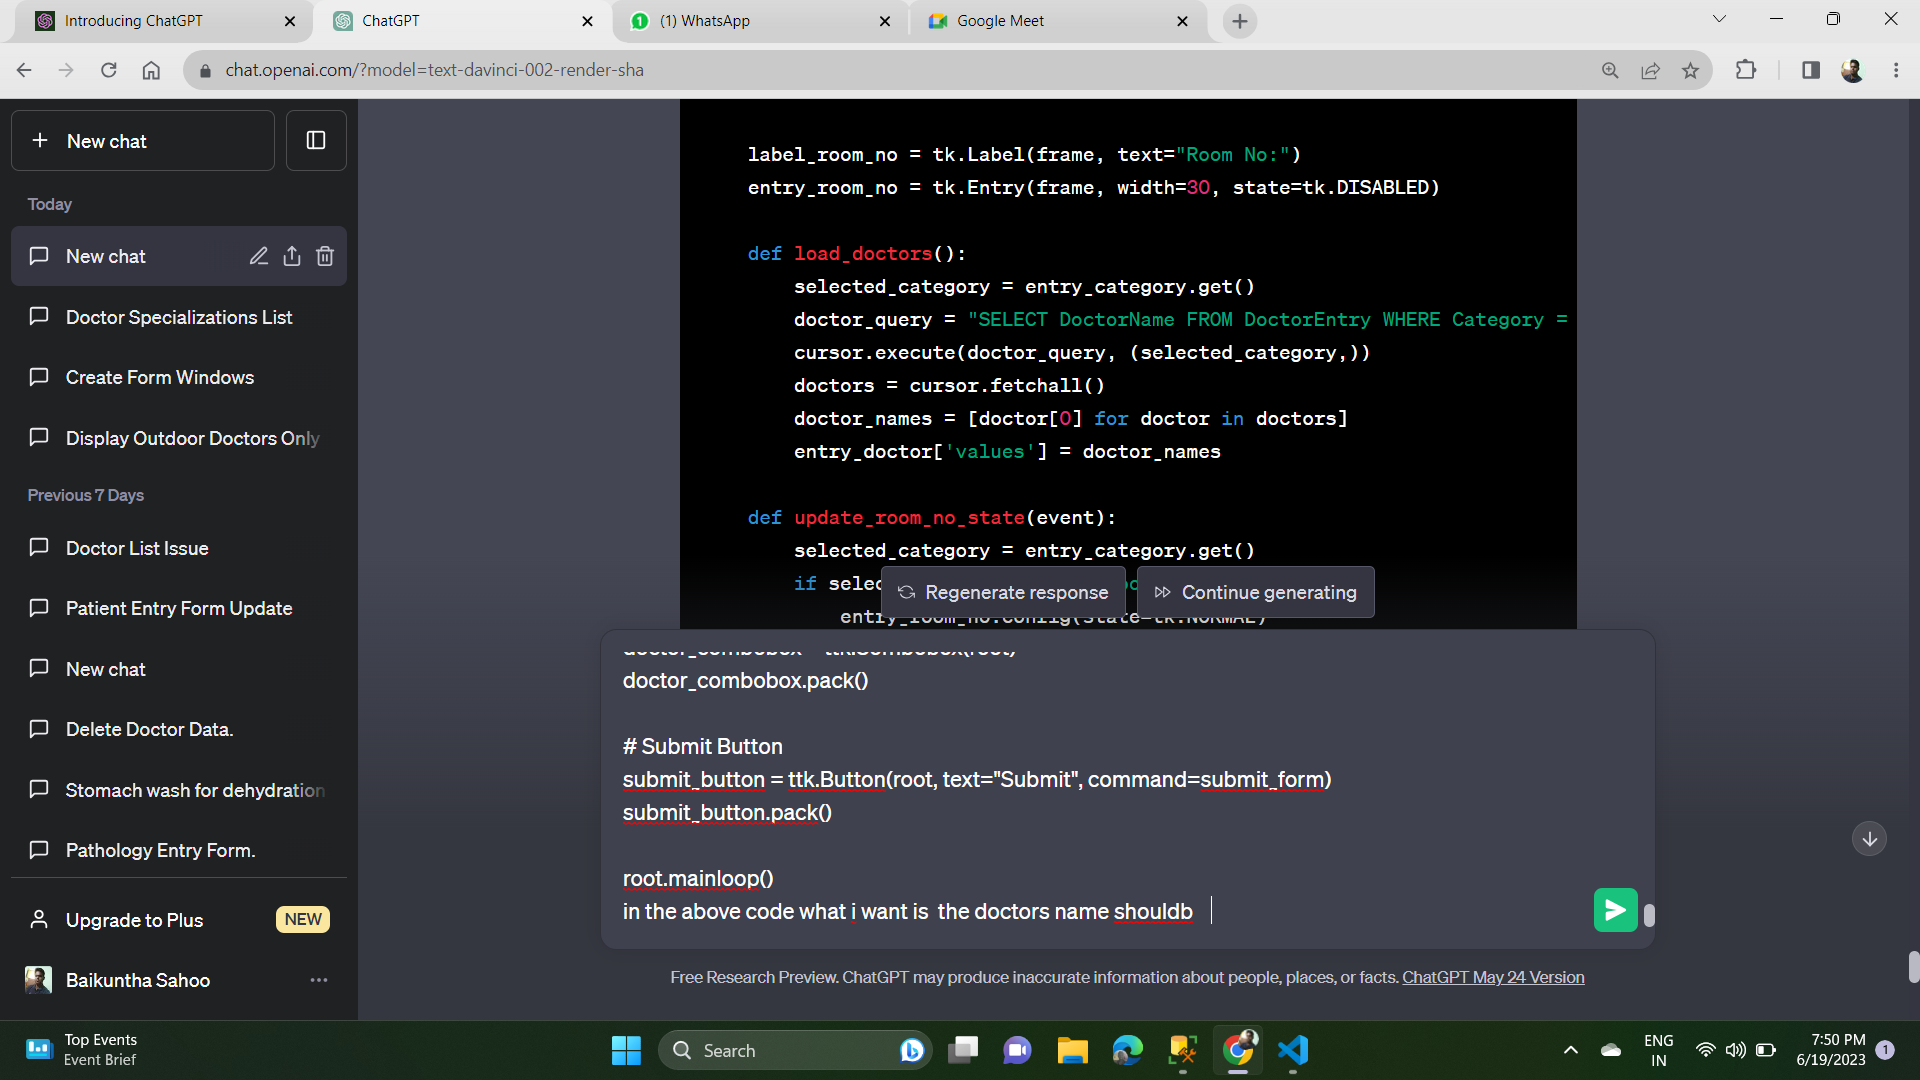 Introducing ChatGPT
ChatGPT
(1) WhatsApp
Google Meet
chat.openai.com/?model=text-davinci-002-render-sha
New chat
Today
New chat
Doctor Specializations List
Create Form Windows
Display Outdoor Doctors Only
Previous 7 Days
Doctor List Issue
Patient Entry Form Update
New chat
Delete Doctor Data.
Stomach wash for dehydration
Pathology Entry Form.
Upgrade to Plus
NEW
Baikuntha Sahoo
label_room_no = tk.Label(frame, text="Room No:")
entry_room_no = tk.Entry(frame, width=30, state=tk.DISABLED)
def load_doctors():
selected_category = entry_category.get()
doctor_query = "SELECT DoctorName FROM DoctorEntry WHERE Category =
cursor.execute(doctor_query, (selected_category,))
doctors = cursor.fetchall()
doctor_names = [doctor[0] for doctor in doctors]
entry_doctor['values'] = doctor_names
def update_room_no_state(event):
selected_category = entry_category.get()
if selec
entry_room_no.config(state=tk.NORMAL)
Regenerate response
Continue generating
doctor_combobox = ttk.Combobox(root)
doctor_combobox.pack()
# Submit Button
submit_button = ttk.Button(root, text="Submit", command=submit_form)
submit_button.pack()
root.mainloop()
in the above code what i want is  the doctors name shouldb
Free Research Preview. ChatGPT may produce inaccurate information about people, places, or facts. ChatGPT May 24 Version
Top Events
Event Brief
Search
ENG
IN
7:50 PM
6/19/2023
1